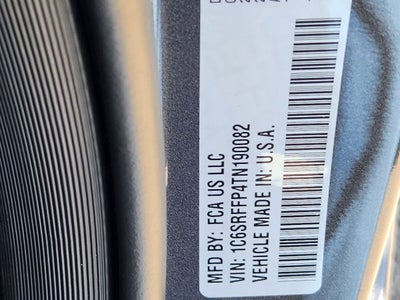 MFD BY: FCA US LLC
VIN: 1C6SRFFP4TN190082
VEHICLE MADE IN: U.S.A.